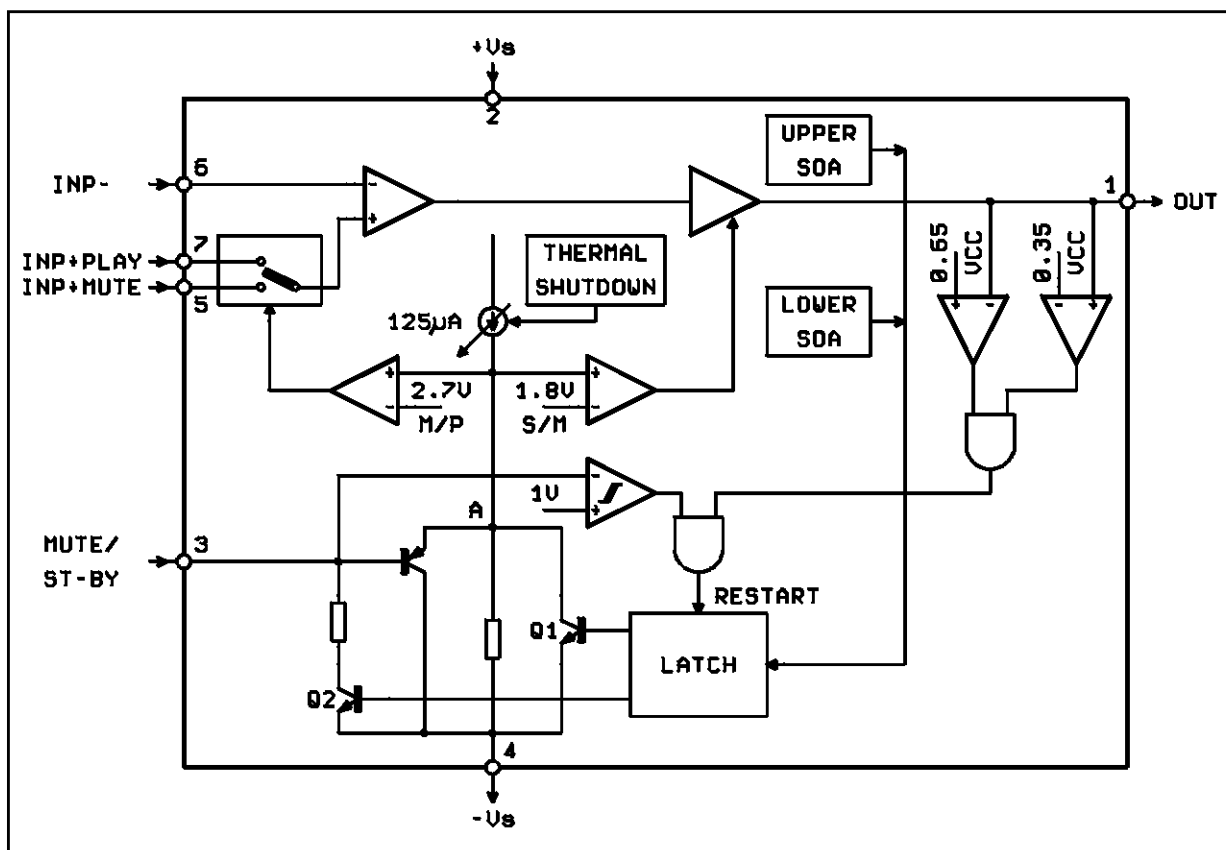 +Vs
2
UPPER
SOA
6
INP-
-
+
1
OUT
7
INP+PLAY
INP+MUTE
5
THERMAL
SHUTDOWN
0.65
VCC
0.35
VCC
+
-
-
+
125µA
LOWER
SOA
+
2.7V
-
M/P
1.8V
+
S/M
-
-
1V
+
A
MUTE/
ST-BY
3
RESTART
Q1
LATCH
Q2
4
-Vs